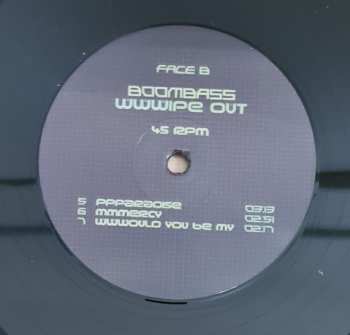 FACE B
BOOMBASS
WWWIPE OUT
45 RPM
5 PPPARADISE 03.13
6 MMMERCY 02.51
7 WWWOULD YOU BE MY 02.17